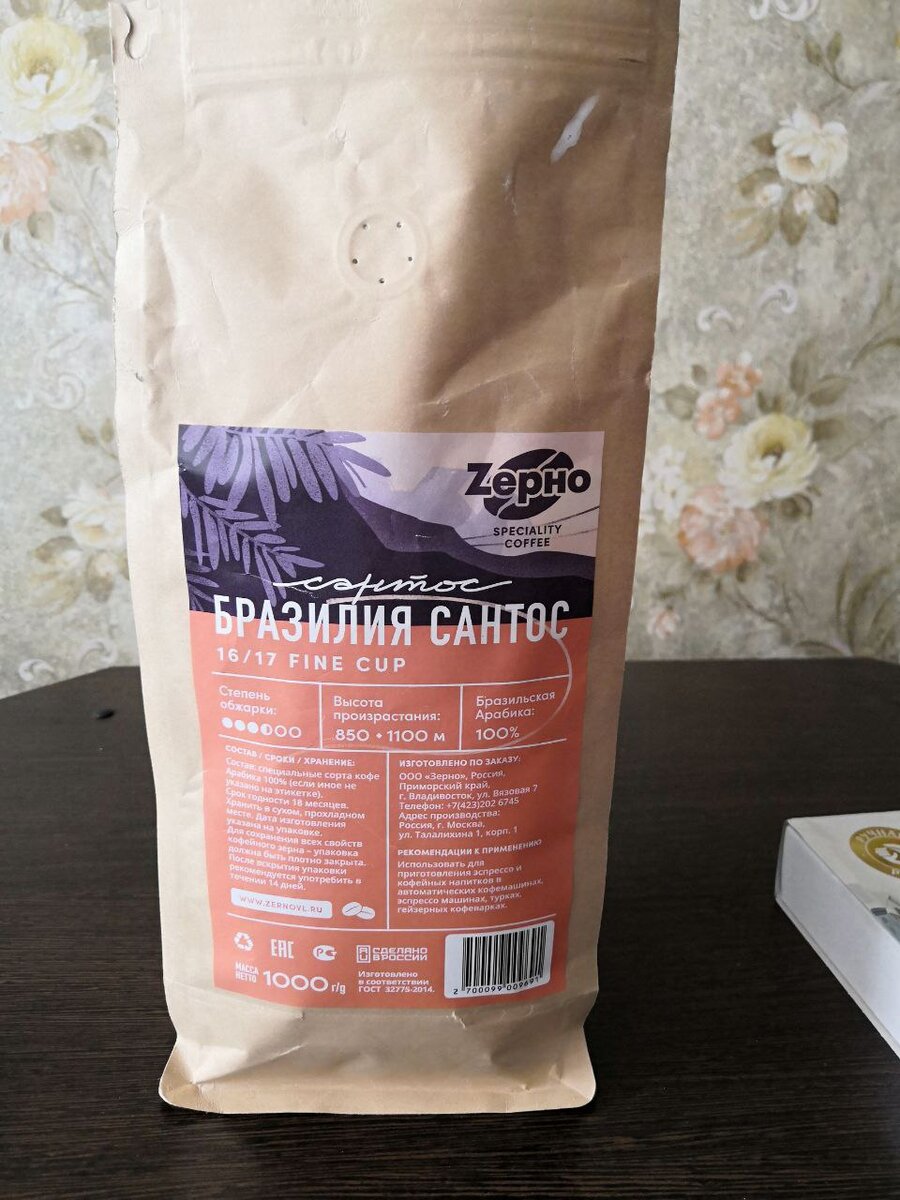 Zерно
SPECIALITY
COFFEE
сантос
БРАЗИЛИЯ САНТОС
16/17 FINE CUP
Степень
обжарки:
Высота
произрастания:
850 • 1100 м
Бразильская
Арабика:
100%
СОСТАВ / СРОКИ / ХРАНЕНИЕ:
Состав: специальные сорта кофе
Арабика 100% (если иное не
указано на этикетке).
Срок годности 18 месяцев.
Хранить в сухом, прохладном
месте. Дата изготовления
указана на упаковке.
Для сохранения всех свойств
кофейного зерна – упаковка
должна быть плотно закрыта.
После вскрытия упаковки
рекомендуется употребить в
течении 14 дней.
WWW.ZERNOVL.RU
ИЗГОТОВЛЕНО ПО ЗАКАЗУ:
ООО «Зерно», Россия,
Приморский край,
г. Владивосток, ул. Вязовая 7
Телефон: +7(423)202 6745
Адрес производства:
Россия, г. Москва,
ул. Талалихина 1, корп. 1
РЕКОМЕНДАЦИИ К ПРИМЕНЕНИЮ
Использовать для
приготовления эспрессо и
кофейных напитков в
автоматических кофемашинах,
эспрессо машинах, турках,
гейзерных кофеварках.
ЕАС
СДЕЛАНО
В РОССИИ
МАССА
НЕТТО 1000 г/g
Изготовлено
в соответствии
ГОСТ 32775-2014.
2 700099 009691